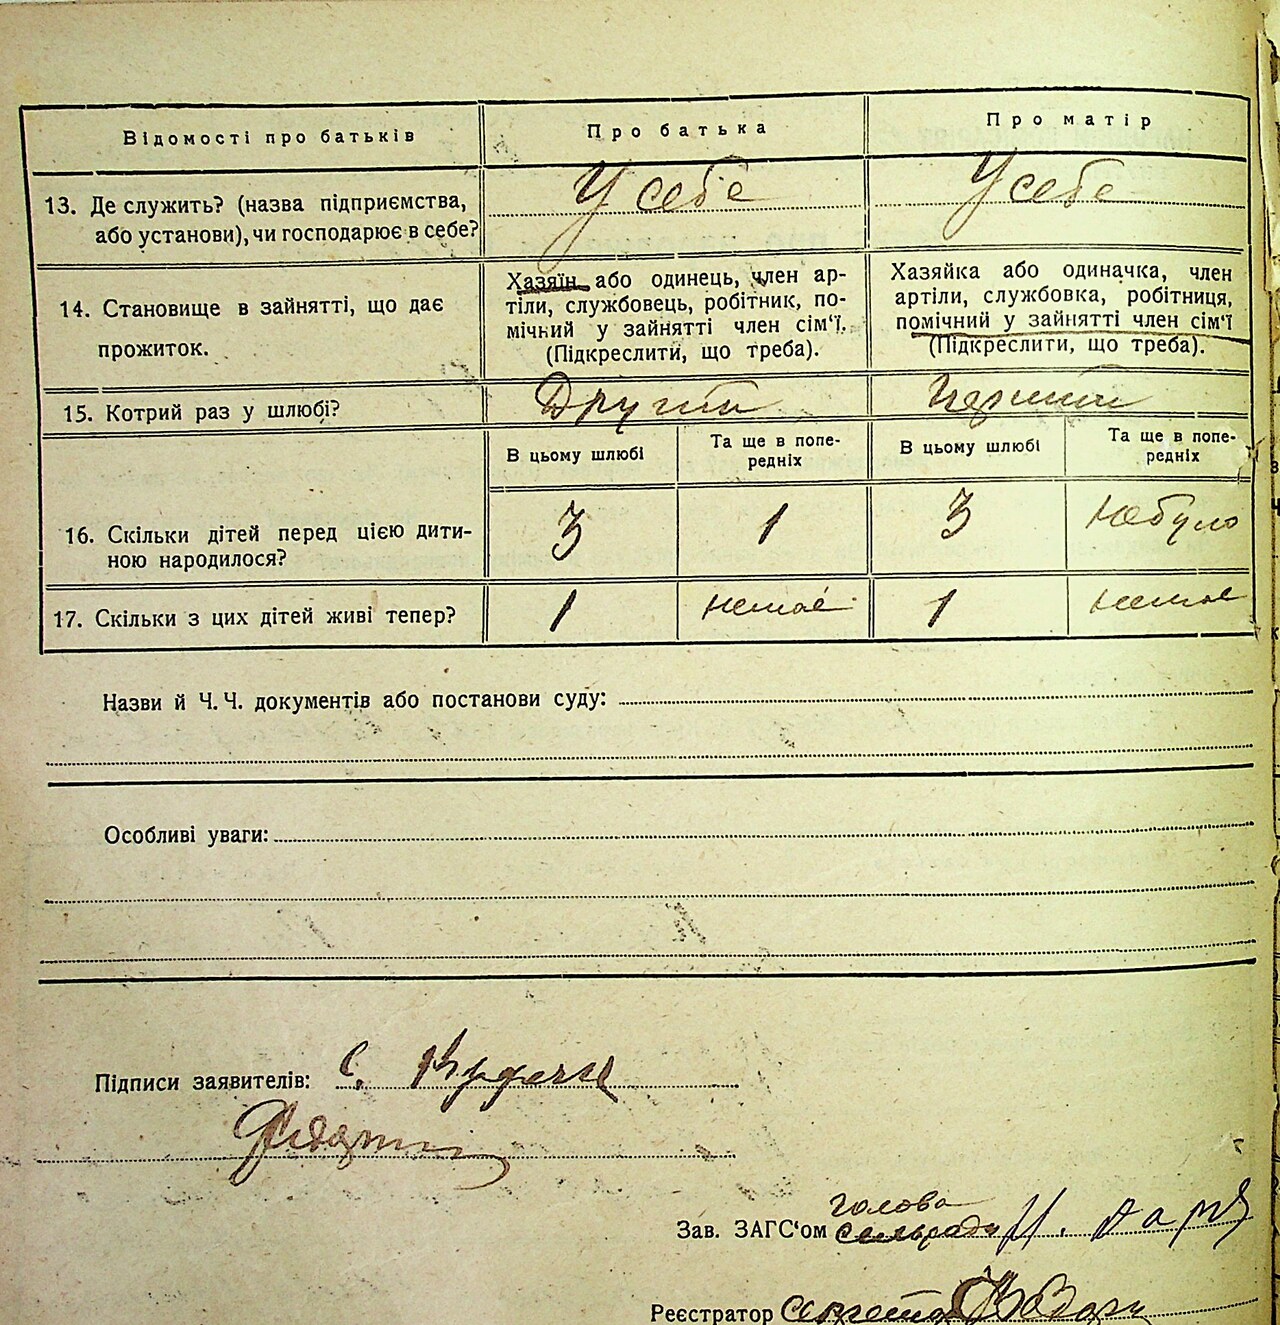 Відомості про батьків Про батька Про матір
13. Де служить? (назва підприємства, У себе У себе
або установи), чи господарює в себе?
14. Становище в зайнятті, що дає
прожиток.
Хазяїн або одинець, член ар-
тіли, службовець, робітник, по-
мічний у зайнятті член сім‘ї.
(Підкреслити, що треба).
Хазяйка або одиначка, член
артіли, службовка, робітниця,
помічний у зайнятті член сім‘ї
(Підкреслити, що треба).
15. Котрий раз у шлюбі? Другий Перший
В цьому шлюбі Та ще в попе-
редніх В цьому шлюбі Та ще в попе-
редніх
16. Скільки дітей перед цією дити- 3 1 3 Небуло
ною народилося?
17. Скільки з цих дітей живі тепер? 1 немає 1 немає
Назви й Ч. Ч. документів або постанови суду:
Особливі уваги:
Підписи заявителів: С.
голова
Зав. ЗАГС‘ом сельради
Реєстратор